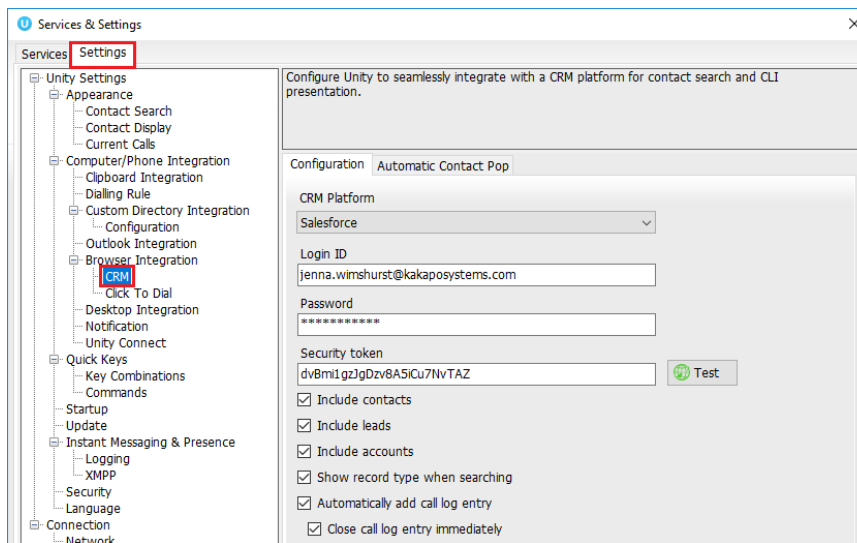 Services & Settings
Services Settings
Unity Settings
Appearance
Contact Search
Contact Display
Current Calls
Computer/Phone Integration
Clipboard Integration
Dialling Rule
Custom Directory Integration
Configuration
Outlook Integration
Browser Integration
CRM
Click To Dial
Desktop Integration
Notification
Unity Connect
Quick Keys
Key Combinations
Commands
Startup
Update
Instant Messaging & Presence
Logging
XMPP
Security
Language
Connection
Network
Configure Unity to seamlessly integrate with a CRM platform for contact search and CLI
presentation.
Configuration Automatic Contact Pop
CRM Platform
Salesforce
Login ID
jenna.wimshurst@kakaposystems.com
Password
***********
Security token
dvBmi1gzJgDzv8A5iCu7NvTAZ Test
Include contacts
Include leads
Include accounts
Show record type when searching
Automatically add call log entry
Close call log entry immediately